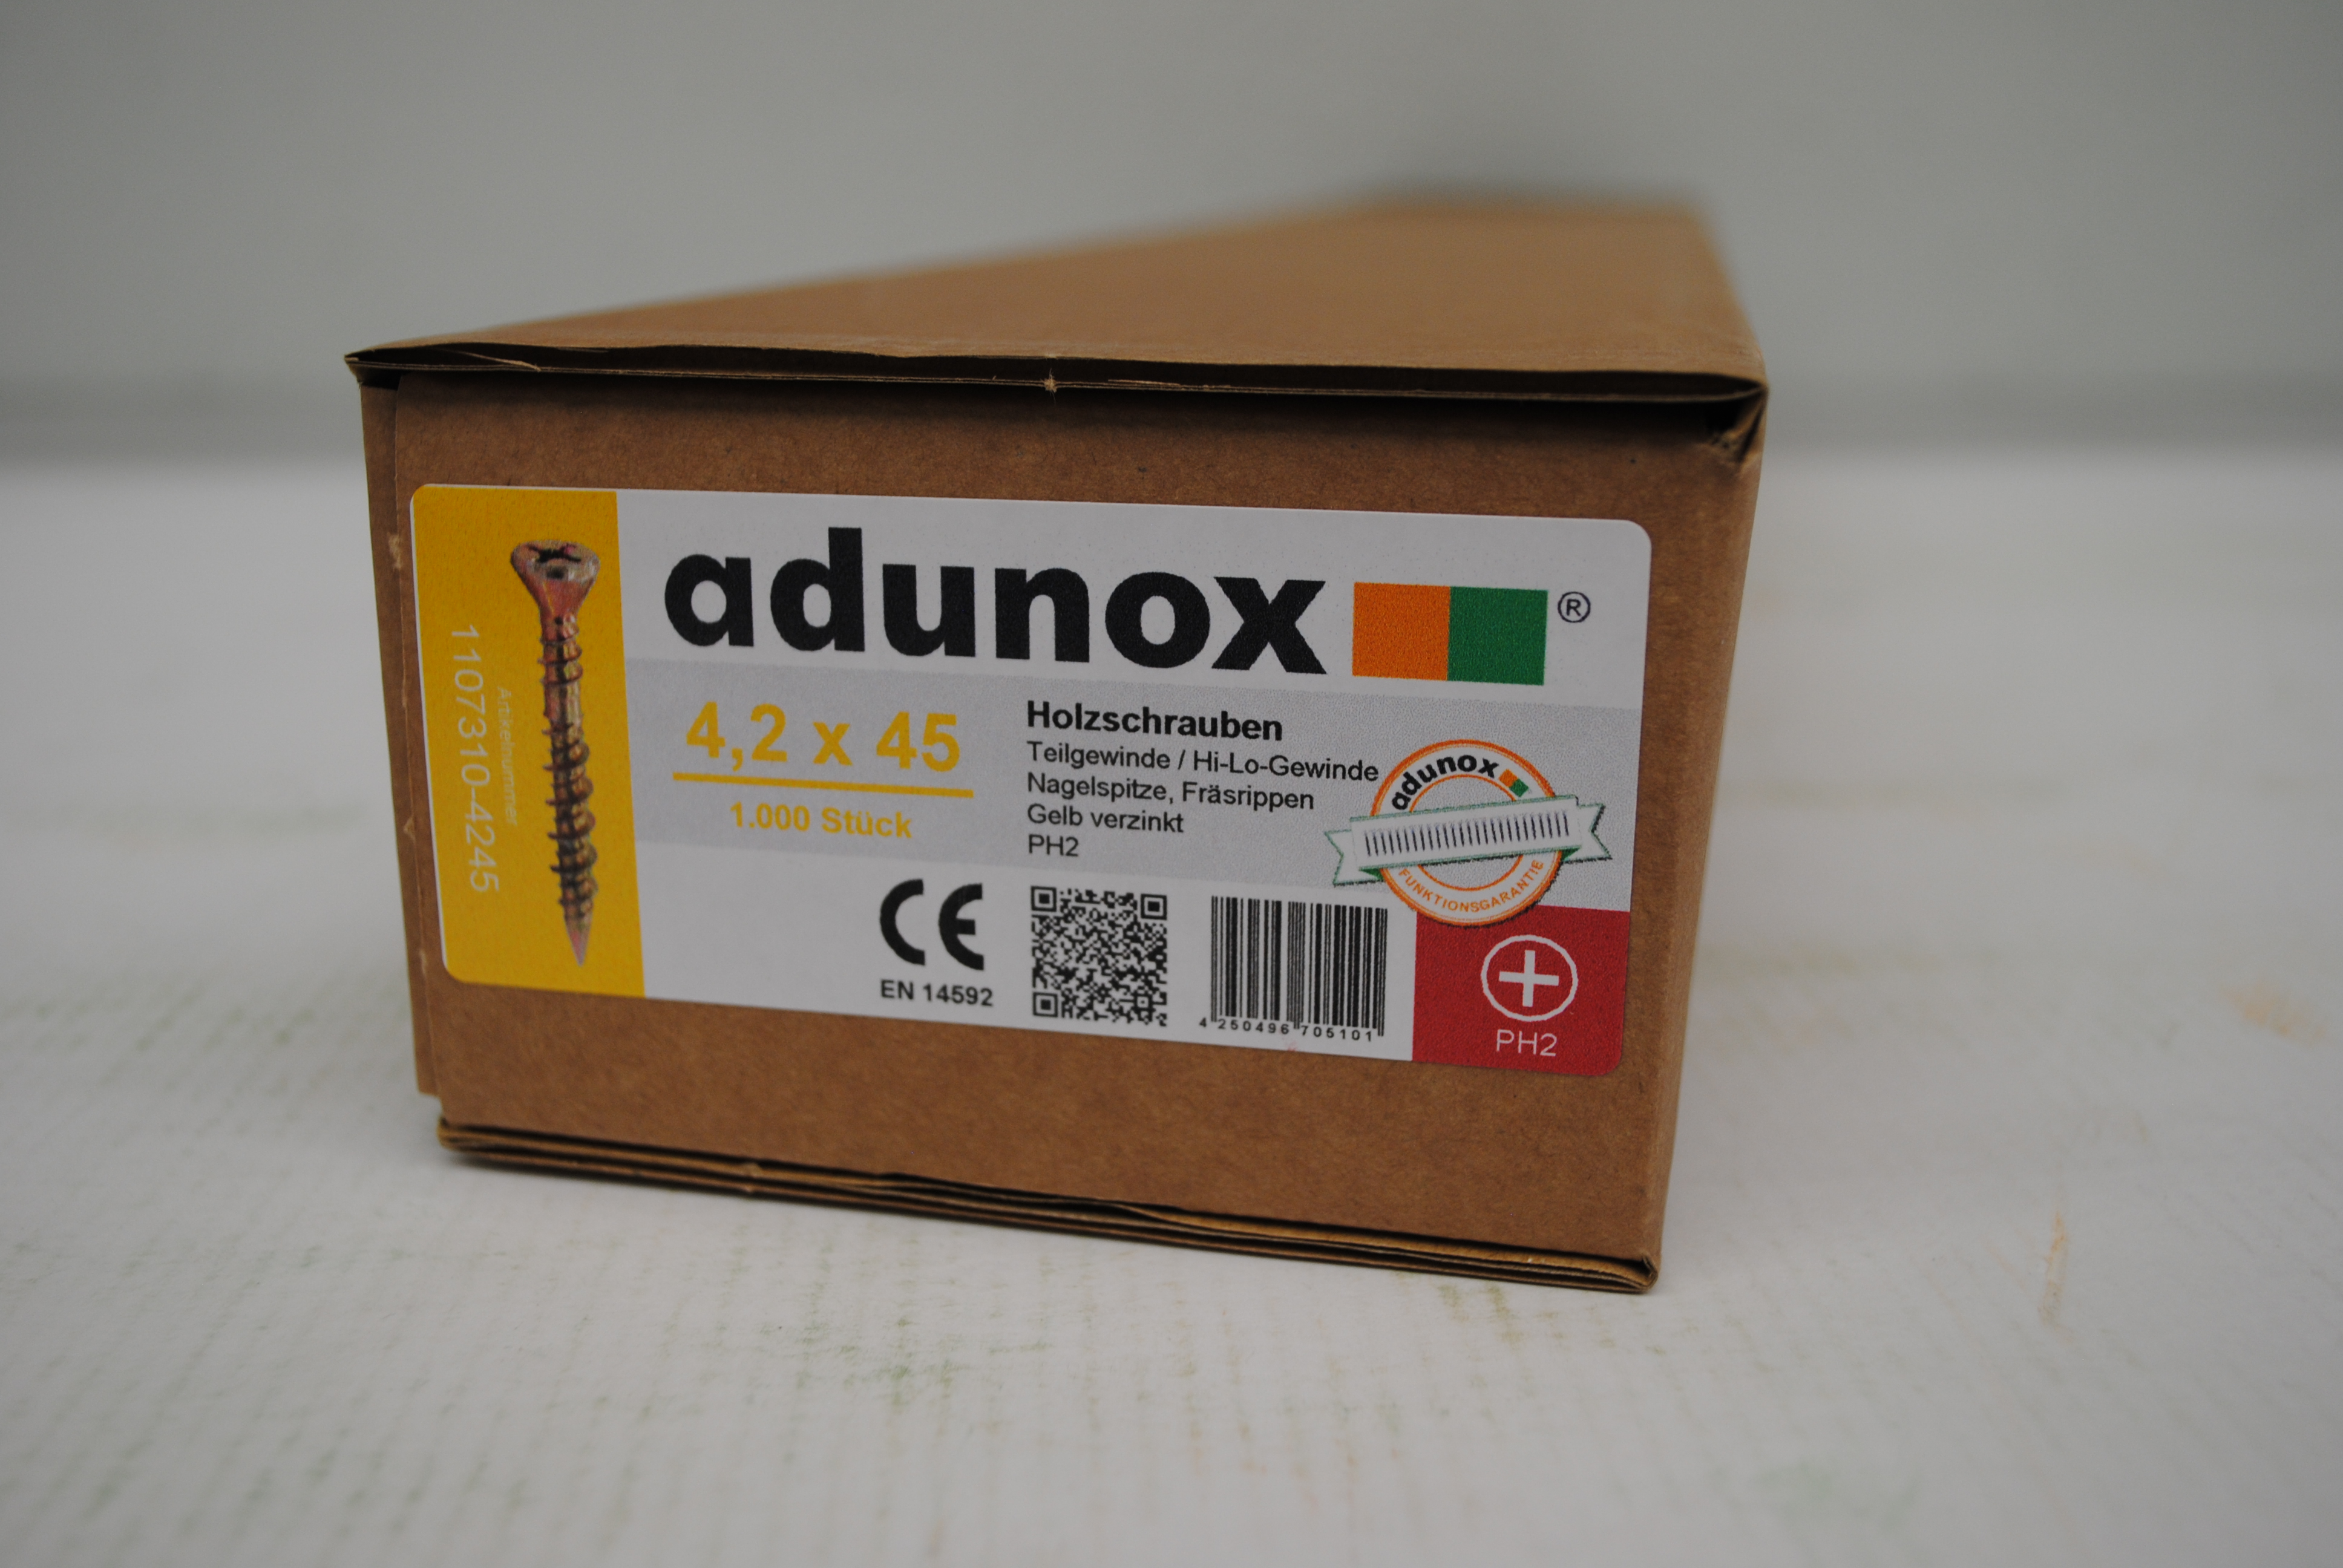 adunox ®
Artikelnummer
1107310-4245
4,2 x 45
1.000 Stück
Holzschrauben
Teilgewinde / Hi-Lo-Gewinde
Nagelspitze, Fräsrippen
Gelb verzinkt
PH2
adunox
FUNKTIONSGARANTIE
CE
EN 14592
4 250496 705101
PH2